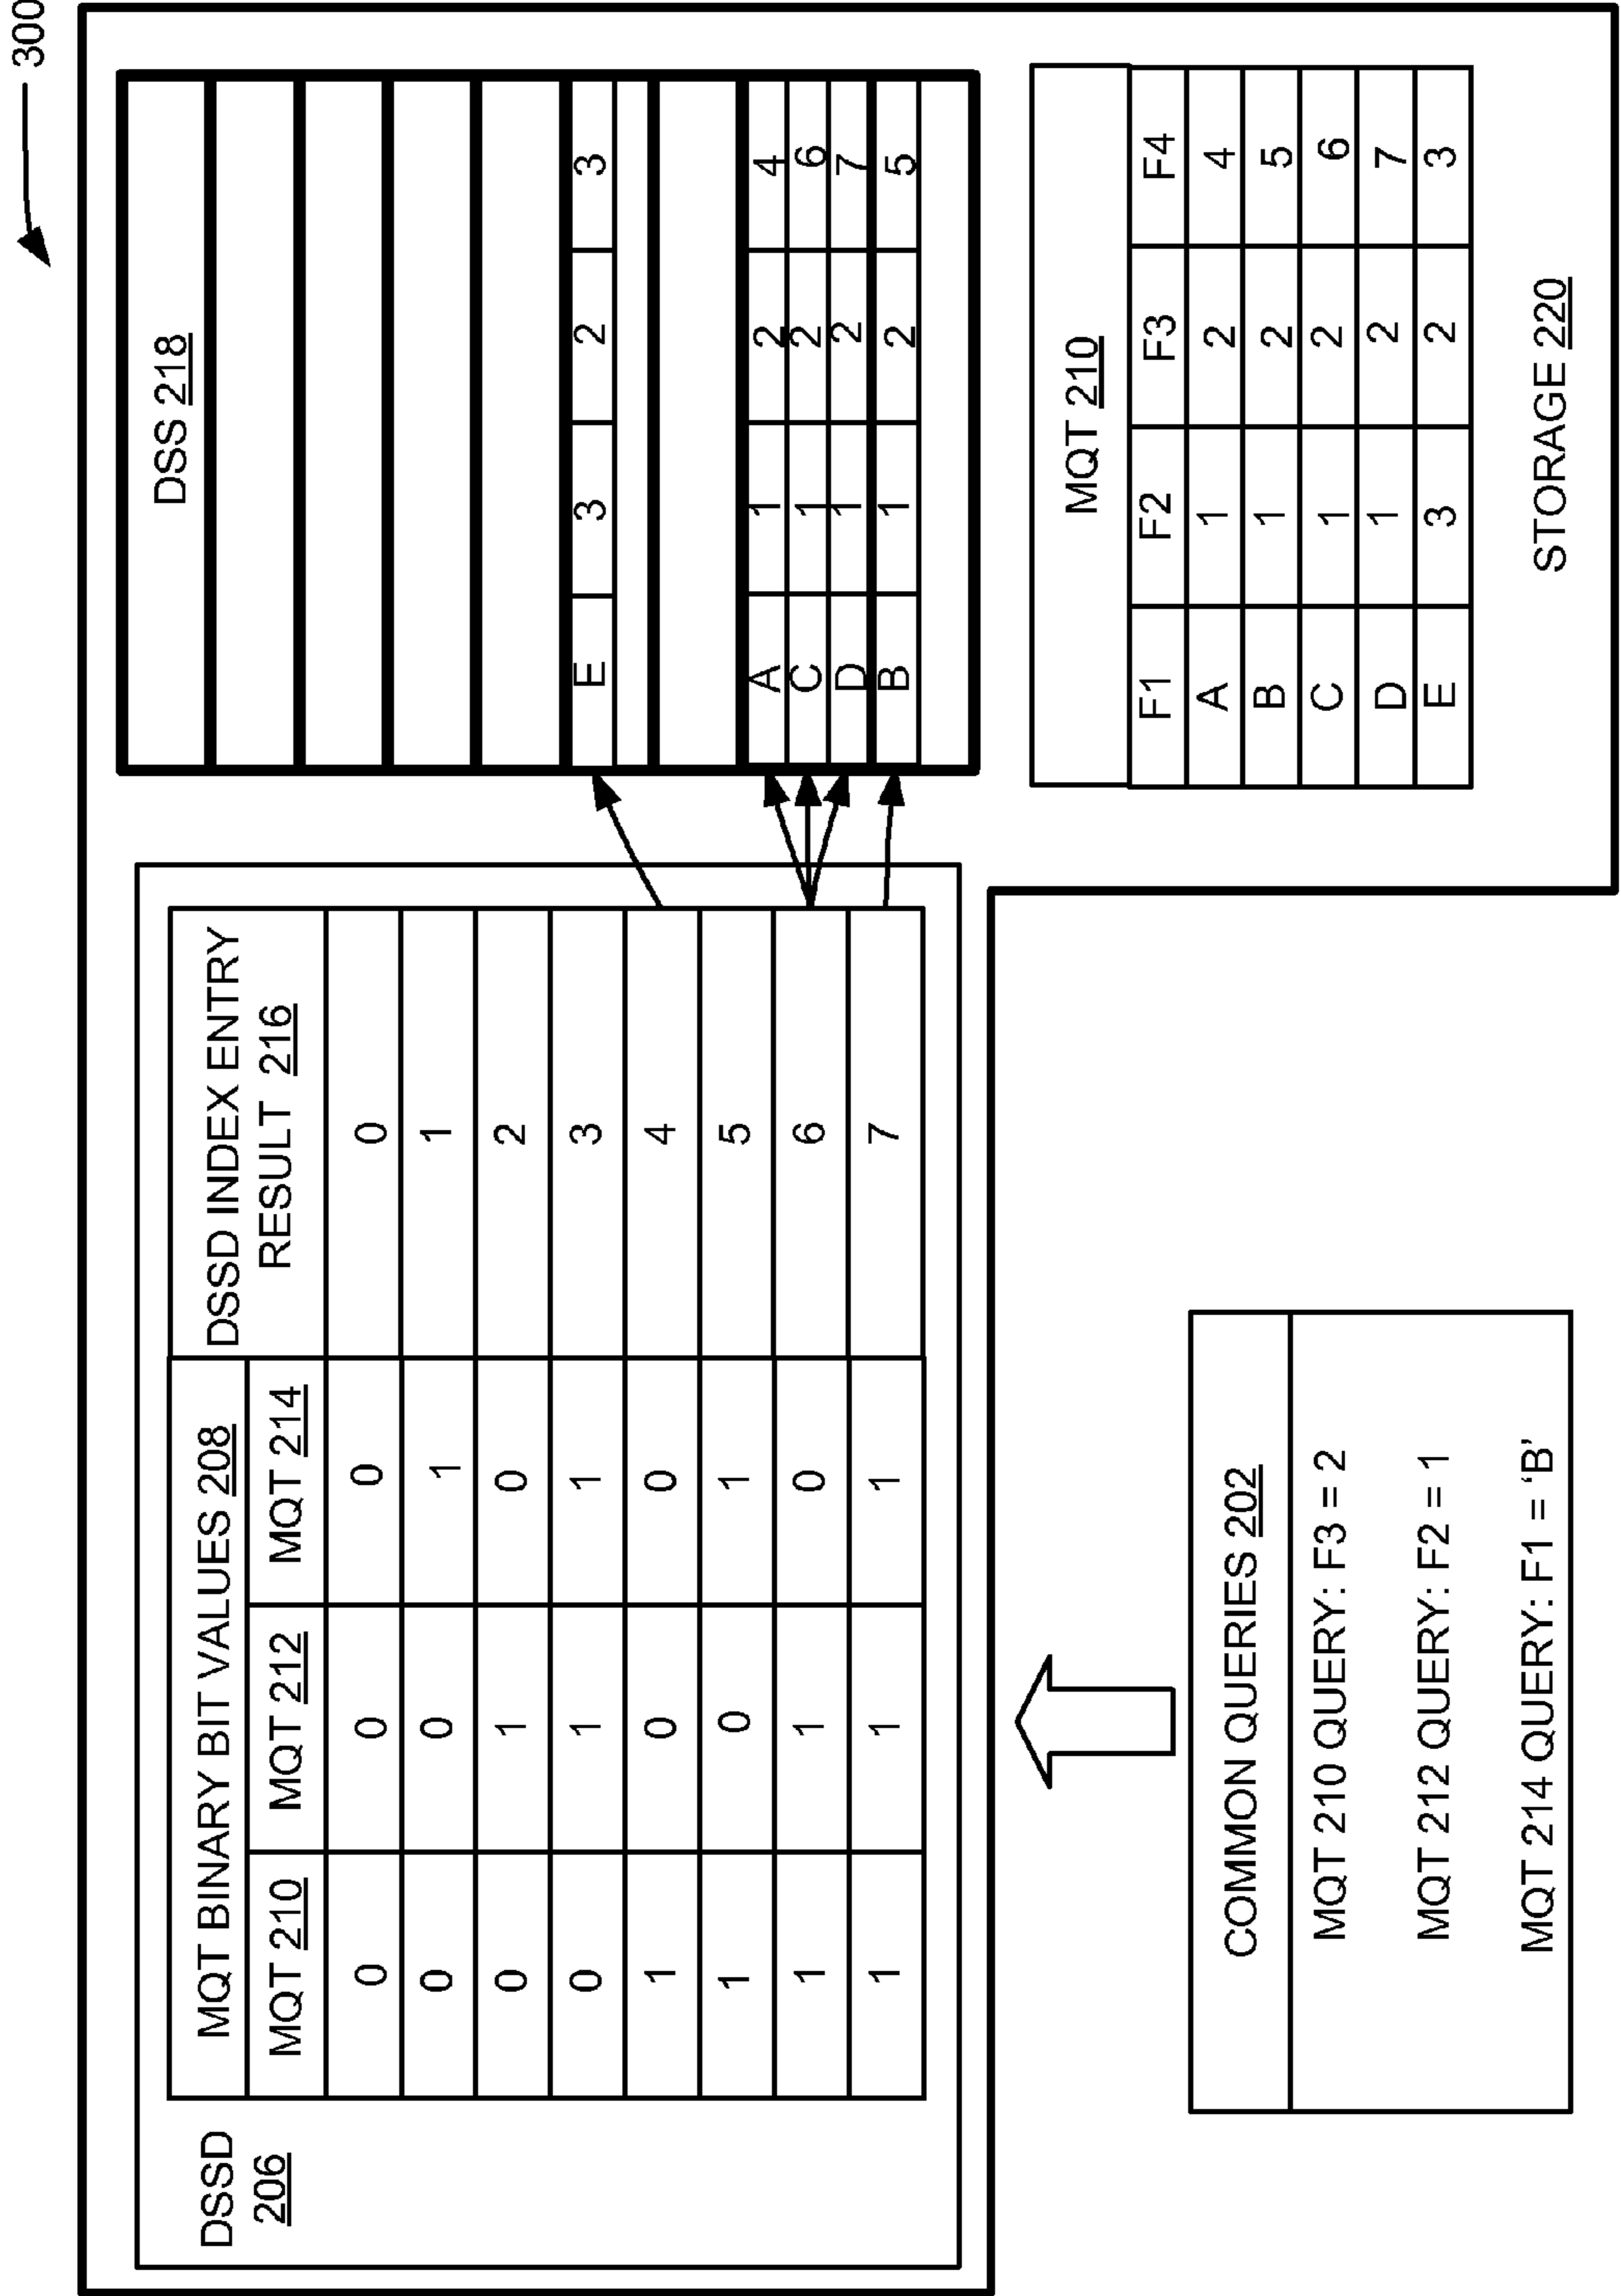 300
DSSD
206
MQT BINARY BIT VALUES 208
DSSD INDEX ENTRY
RESULT 216
MQT 210 MQT 212 MQT 214
0 0 0 0
0 0 1 1
0 1 0 2
0 1 1 3
1 0 0 4
1 0 1 5
1 1 0 6
1 1 1 7
DSS 218
E 3 2 3
A 1 2 4
C 1 2 6
D 1 2 7
B 1 2 5
COMMON QUERIES 202
MQT 210 QUERY: F3 = 2
MQT 212 QUERY: F2 = 1
MQT 214 QUERY: F1 = ‘B’
MQT 210
F1 F2 F3 F4
A 1 2 4
B 1 2 5
C 1 2 6
D 1 2 7
E 3 2 3
STORAGE 220